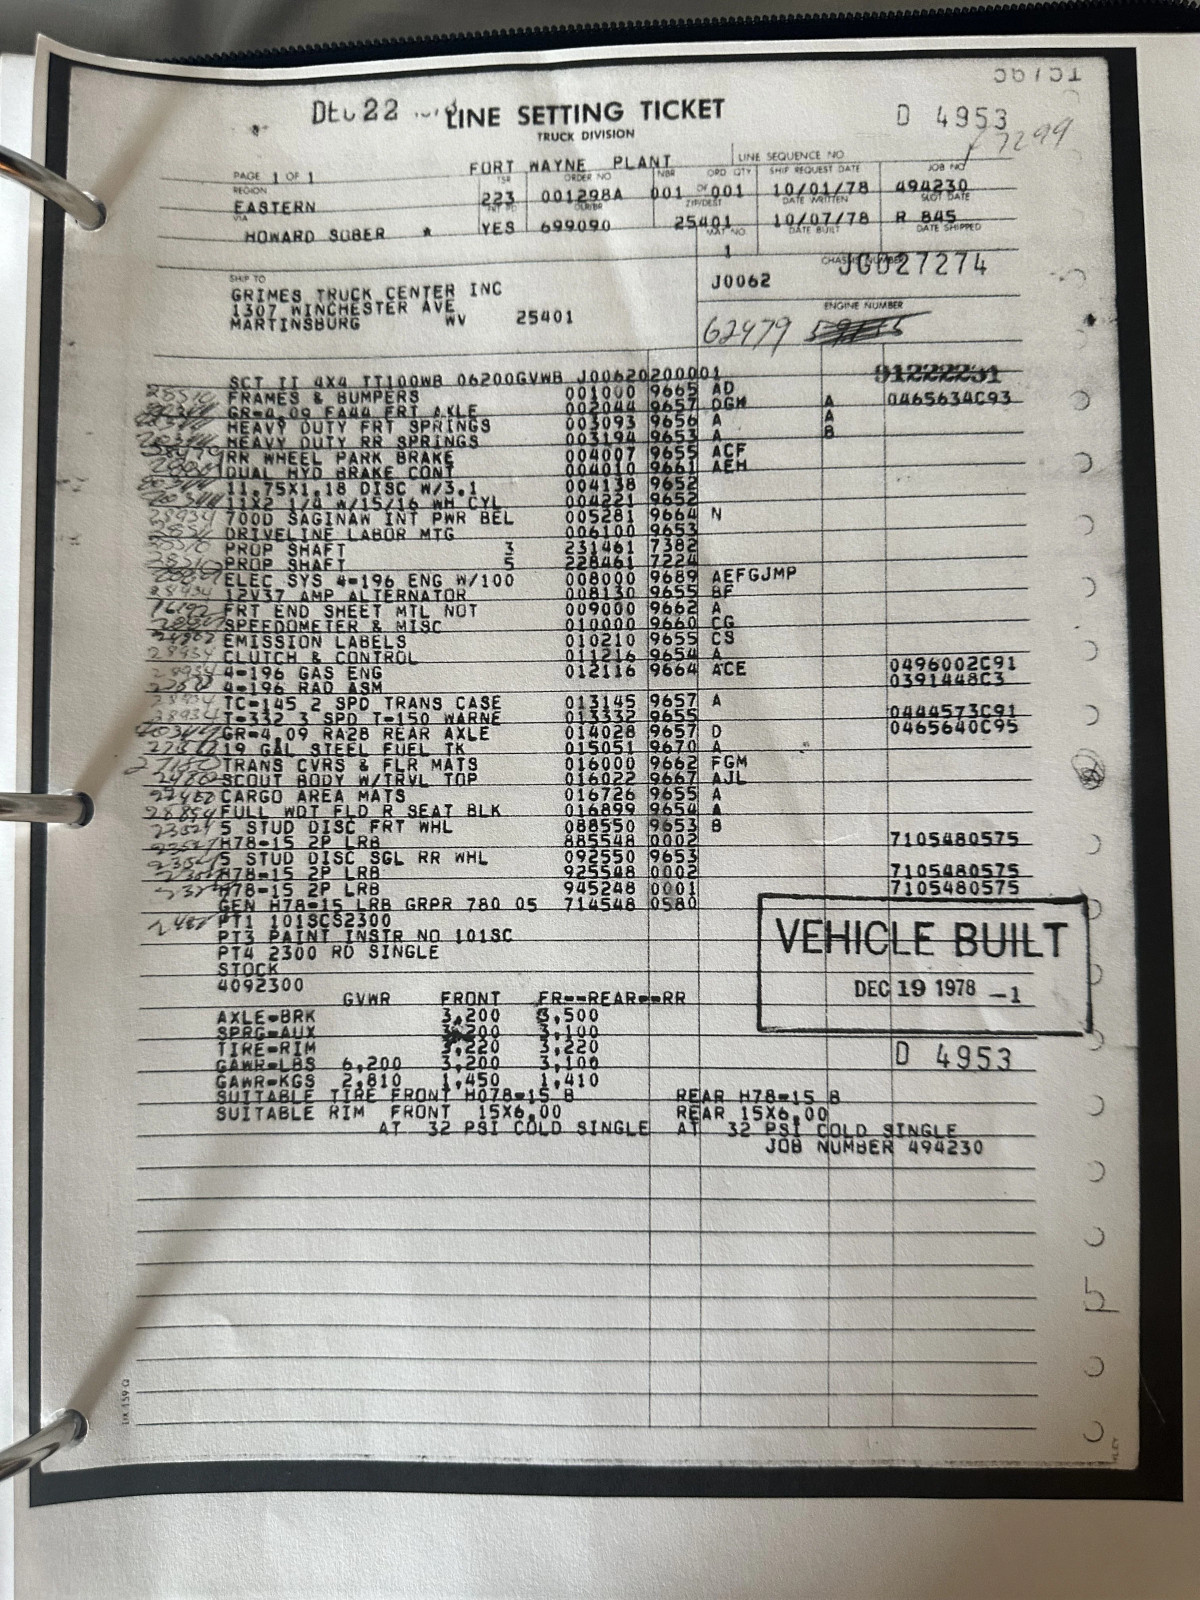 DEC 22
LINE SETTING TICKET
TRUCK DIVISION
D 4953
7299
FORT WAYNE PLANT
LINE SEQUENCE NO
PAGE 1 OF 1
TSR ORDER NO NBR ORD QTY SHIP REQUEST DATE JOB NO
REGION
EASTERN 223 001298A 001 OF 001 10/01/78 494230
VIA ZIP/DEST DATE WRITTEN SLOT DATE
HOWARD SOBER * YES 699090 25401 10/07/78 R 845
MAT NO DATE BUILT DATE SHIPPED
1
CHASSIS NUMBER JGD27274
SHIP TO
J0062
GRIMES TRUCK CENTER INC
1307 WINCHESTER AVE
MARTINSBURG WV 25401
ENGINE NUMBER
62479
SCT II 4X4 TT100WB 06200GVWB J00620200001
FRAMES & BUMPERS 001000 9665 AD
GR-4.09 FA44 FRT AXLE 002044 9657 DGM A 0465634C93
HEAVY DUTY FRT SPRINGS 003093 9656 A A
HEAVY DUTY RR SPRINGS 003194 9653 A B
RR WHEEL PARK BRAKE 004007 9655 ACF
DUAL HYD BRAKE CONT 004010 9661 AEH
11.75X1.18 DISC W/3.1 004138 9652
11X2 1/4 W/15/16 WH CYL 004221 9652
700D SAGINAW INT PWR BEL 005281 9664 N
DRIVELINE LABOR MTG 006100 9653
PROP SHAFT 3 231461 7382
PROP SHAFT 5 228461 7224
ELEC SYS 4-196 ENG W/100 008000 9689 AEFGJMP
12V37 AMP ALTERNATOR 008130 9655 BF
FRT END SHEET MTL NOT 009000 9662 A
SPEEDOMETER & MISC 010000 9660 CG
EMISSION LABELS 010210 9655 CS
CLUTCH & CONTROL 011216 9654 A
4-196 GAS ENG 012116 9664 ACE 0496002C91
4-196 RAD ASM 0391448C3
TC-145 2 SPD TRANS CASE 013145 9657 A
T-332 3 SPD T-150 WARNE 013332 9655 0444573C91
GR-4.09 RA28 REAR AXLE 014028 9657 D 0465640C95
19 GAL STEEL FUEL TK 015051 9670 A
TRANS CVRS & FLR MATS 016000 9662 FGM
SCOUT BODY W/TRVL TOP 016022 9667 AJL
CARGO AREA MATS 016726 9655 A
FULL WDT FLD R SEAT BLK 016899 9654 A
5 STUD DISC FRT WHL 088550 9653 B
H78-15 2P LRB 885548 0002 7105480575
5 STUD DISC SGL RR WHL 092550 9653
H78-15 2P LRB 925548 0002 7105480575
H78-15 2P LRB 945248 0001 7105480575
GEN H78-15 LRB GRPR 780 05 714548 0580
PT1 101SCS2300
PT3 PAINT INSTR NO 101SC
PT4 2300 RD SINGLE
STOCK
4092300
VEHICLE BUILT
DEC 19 1978 -1
GVWR FRONT FR--REAR--RR
AXLE-BRK 3,200 3,500
SPRG-AUX 3,200 3,100
TIRE-RIM 3,220 3,220
GAWR-LBS 6,200 3,200 3,100
GAWR-KGS 2,810 1,450 1,410
D 4953
SUITABLE TIRE FRONT H078-15 B REAR H78-15 B
SUITABLE RIM FRONT 15X6.00 REAR 15X6.00
AT 32 PSI COLD SINGLE AT 32 PSI COLD SINGLE
JOB NUMBER 494230